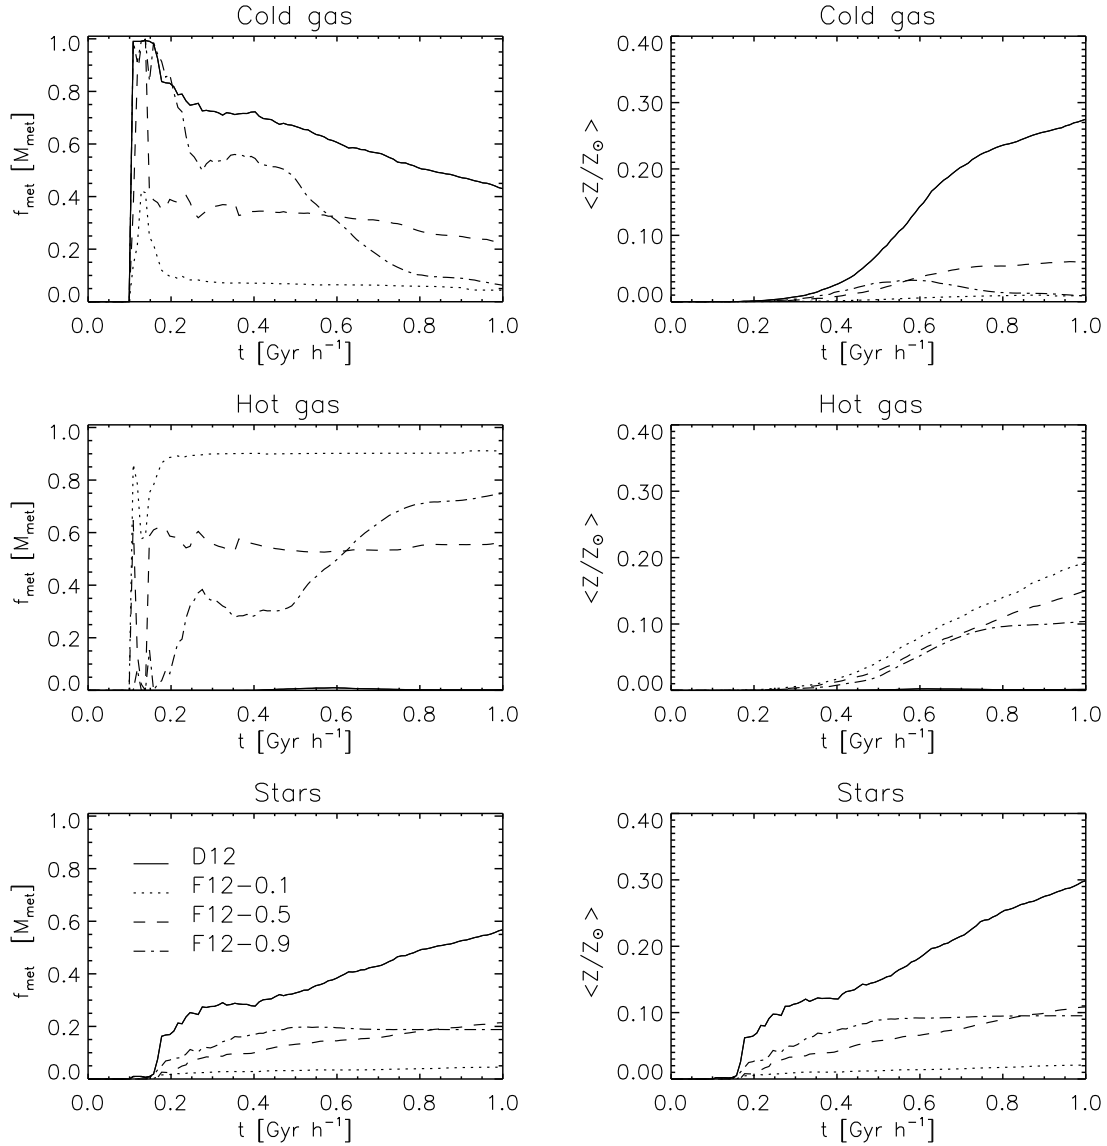 Cold gas
f_met [M_met]
1.0
0.8
0.6
0.4
0.2
0.0
0.0 0.2 0.4 0.6 0.8 1.0
t [Gyr h⁻¹]
Cold gas
<Z/Z⊙>
0.40
0.30
0.20
0.10
0.00
0.0 0.2 0.4 0.6 0.8 1.0
t [Gyr h⁻¹]
Hot gas
f_met [M_met]
1.0
0.8
0.6
0.4
0.2
0.0
0.0 0.2 0.4 0.6 0.8 1.0
t [Gyr h⁻¹]
Hot gas
<Z/Z⊙>
0.40
0.30
0.20
0.10
0.00
0.0 0.2 0.4 0.6 0.8 1.0
t [Gyr h⁻¹]
Stars
f_met [M_met]
1.0
0.8
0.6
0.4
0.2
0.0
D12
F12-0.1
F12-0.5
F12-0.9
0.0 0.2 0.4 0.6 0.8 1.0
t [Gyr h⁻¹]
Stars
<Z/Z⊙>
0.40
0.30
0.20
0.10
0.00
0.0 0.2 0.4 0.6 0.8 1.0
t [Gyr h⁻¹]